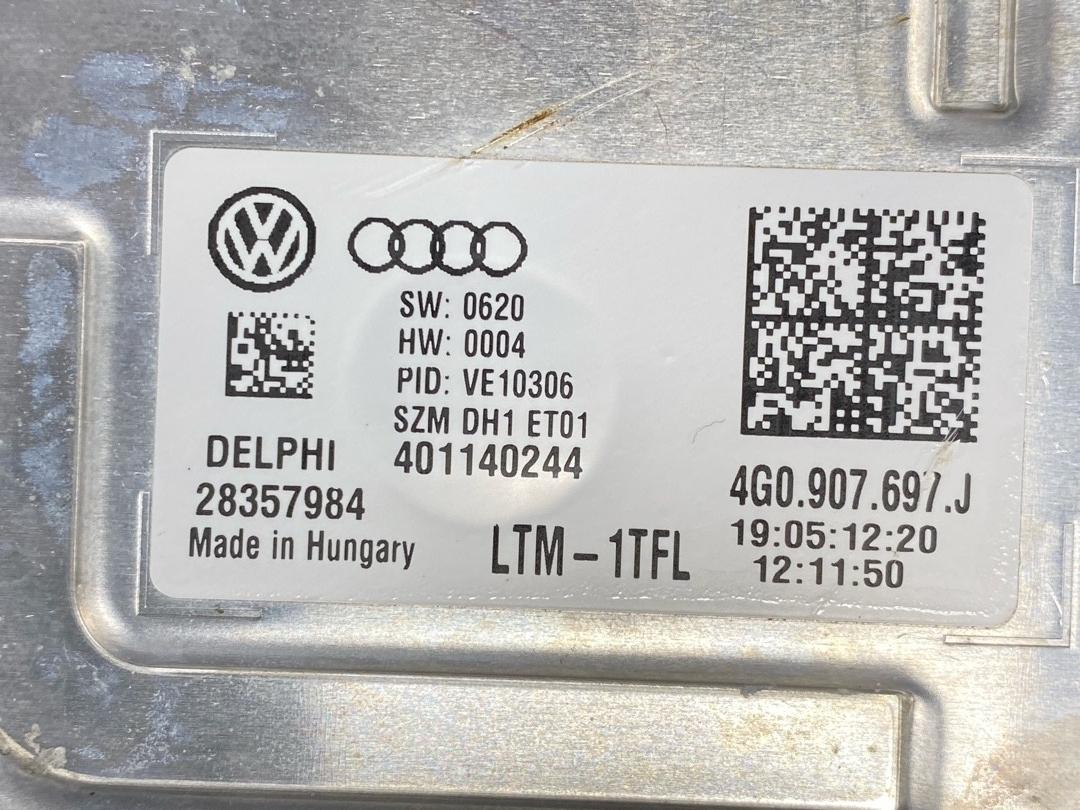 SW: 0620
HW: 0004
PID: VE10306
SZM DH1 ET01
401140244
DELPHI
28357984
Made in Hungary
LTM-1TFL
4G0.907.697.J
19:05:12:20
12:11:50